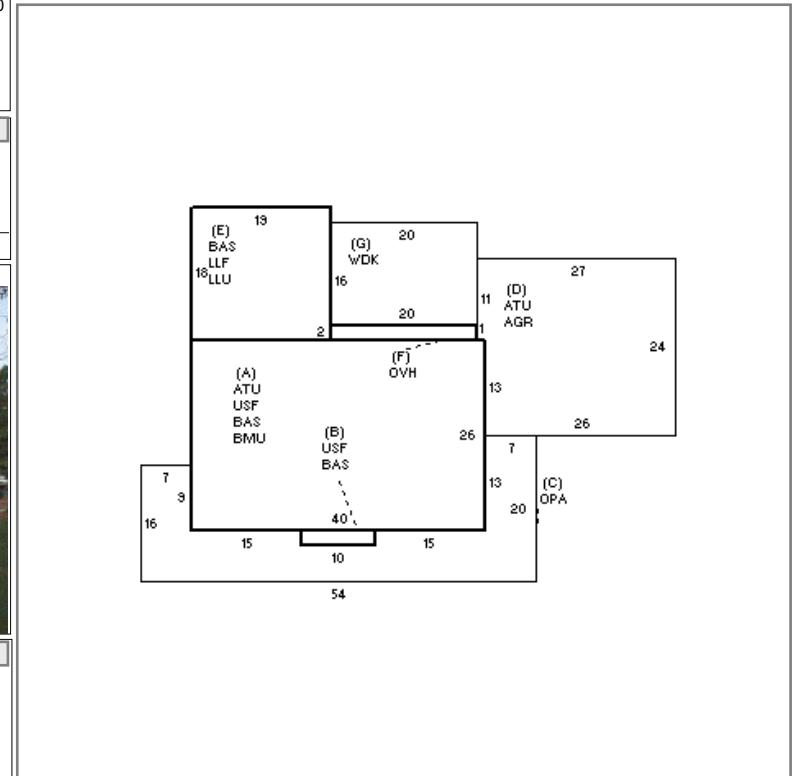 19
(E)
BAS
LLF
18 LLU
20
(G)
WDK
16
20
2
27
(D)
ATU
AGR
11
1
24
(F)
OVH
13
26
(A)
ATU
USF
BAS
BMU
(B)
USF
BAS
26
7
13
(C)
OPA
20
7
9
16
40
15
15
10
54